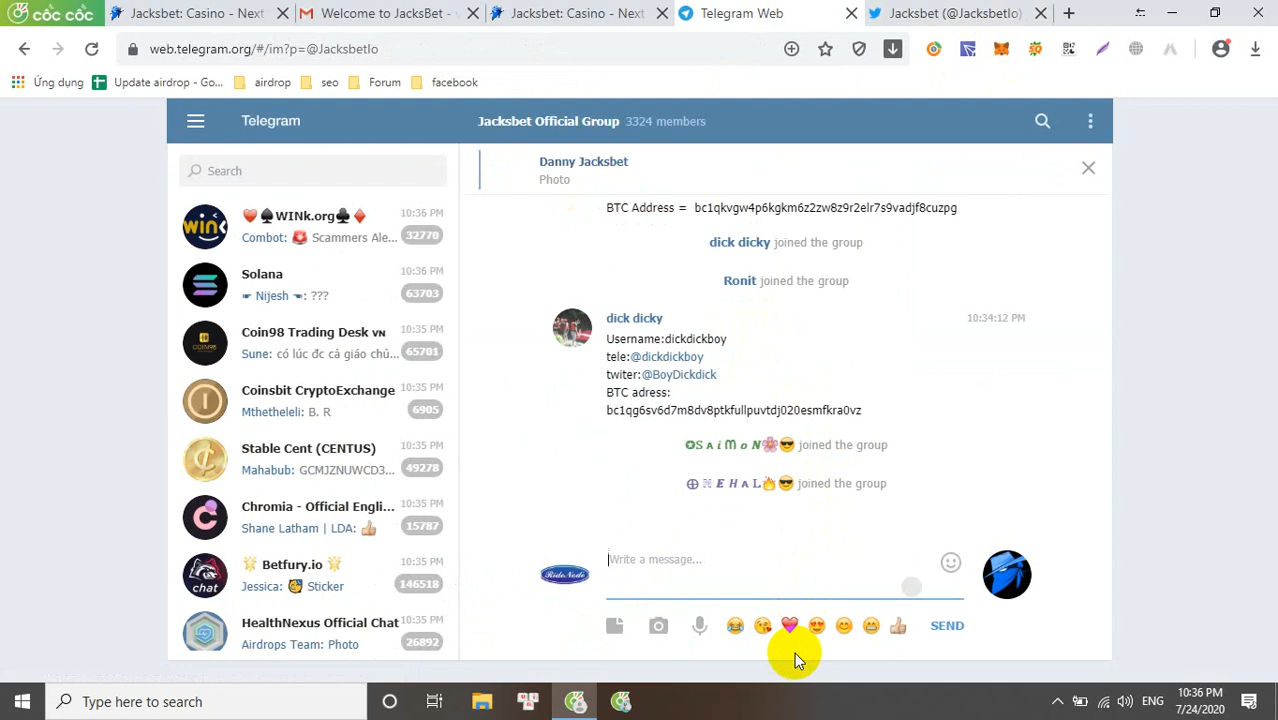 CỐC CỐC
Jacksbet: Casino - Next
Welcome to JacksBet -
Jacksbet: Casino - Next
Telegram Web
Jacksbet (@Jacksbetlo)
web.telegram.org/#/im?p=@Jacksbetlo
Ứng dụng
Update airdrop - Go...
airdrop
seo
Forum
facebook
Telegram
Jacksbet Official Group 3324 members
Search
Danny Jacksbet
Photo
❤️♠️WINk.org♣️♦️ 10:36 PM
Combot: 🚨 Scammers Ale... 32770
Solana 10:36 PM
☛ Nijesh ☚: ??? 63703
Coin98 Trading Desk ᴠɴ 10:35 PM
Sune: có lúc đc cả giáo chủ... 65701
Coinsbit CryptoExchange 10:35 PM
Mthetheleli: B. R 6905
Stable Cent (CENTUS) 10:35 PM
Mahabub: GCMJZNUWCD3... 49278
Chromia - Official Engli... 10:35 PM
Shane Latham | LDA: 👍 15787
🌟 Betfury.io 🌟 10:35 PM
Jessica: Sticker 146518
chat
HealthNexus Official Chat 10:35 PM
Airdrops Team: Photo 26892
BTC Address = bc1qkvgw4p6kgkm6z2zw8z9r2elr7s9vadjf8cuzpg
dick dicky joined the group
Ronit joined the group
dick dicky 10:34:12 PM
Username:dickdickboy
tele:@dickdickboy
twiter:@BoyDickdick
BTC adress:
bc1qg6sv6d7m8dv8ptkfullpuvtdj020esmfkra0vz
✪S ᴀ 𝒊 ᗰ 𝒐 𝑵🌸😎 joined the group
⊕ ℕ 𝑬 𝑯 ᴀ L🔥😎 joined the group
Write a message...
RideNode
SEND
Type here to search
ENG
10:36 PM
7/24/2020